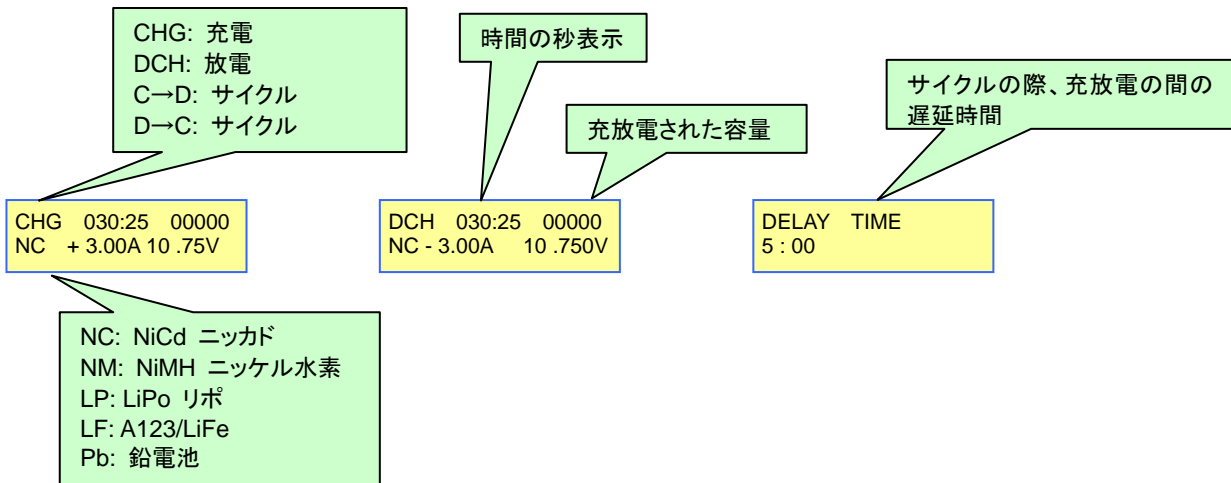 CHG: 充電
DCH: 放電
C→D: サイクル
D→C: サイクル
時間の秒表示
充放電された容量
サイクルの際、充放電の間の
遅延時間
CHG 030:25 00000
NC + 3.00A 10 .75V
DCH 030:25 00000
NC - 3.00A 10 .750V
DELAY TIME
5 : 00
NC: NiCd ニッカド
NM: NiMH ニッケル水素
LP: LiPo リポ
LF: A123/LiFe
Pb: 鉛電池